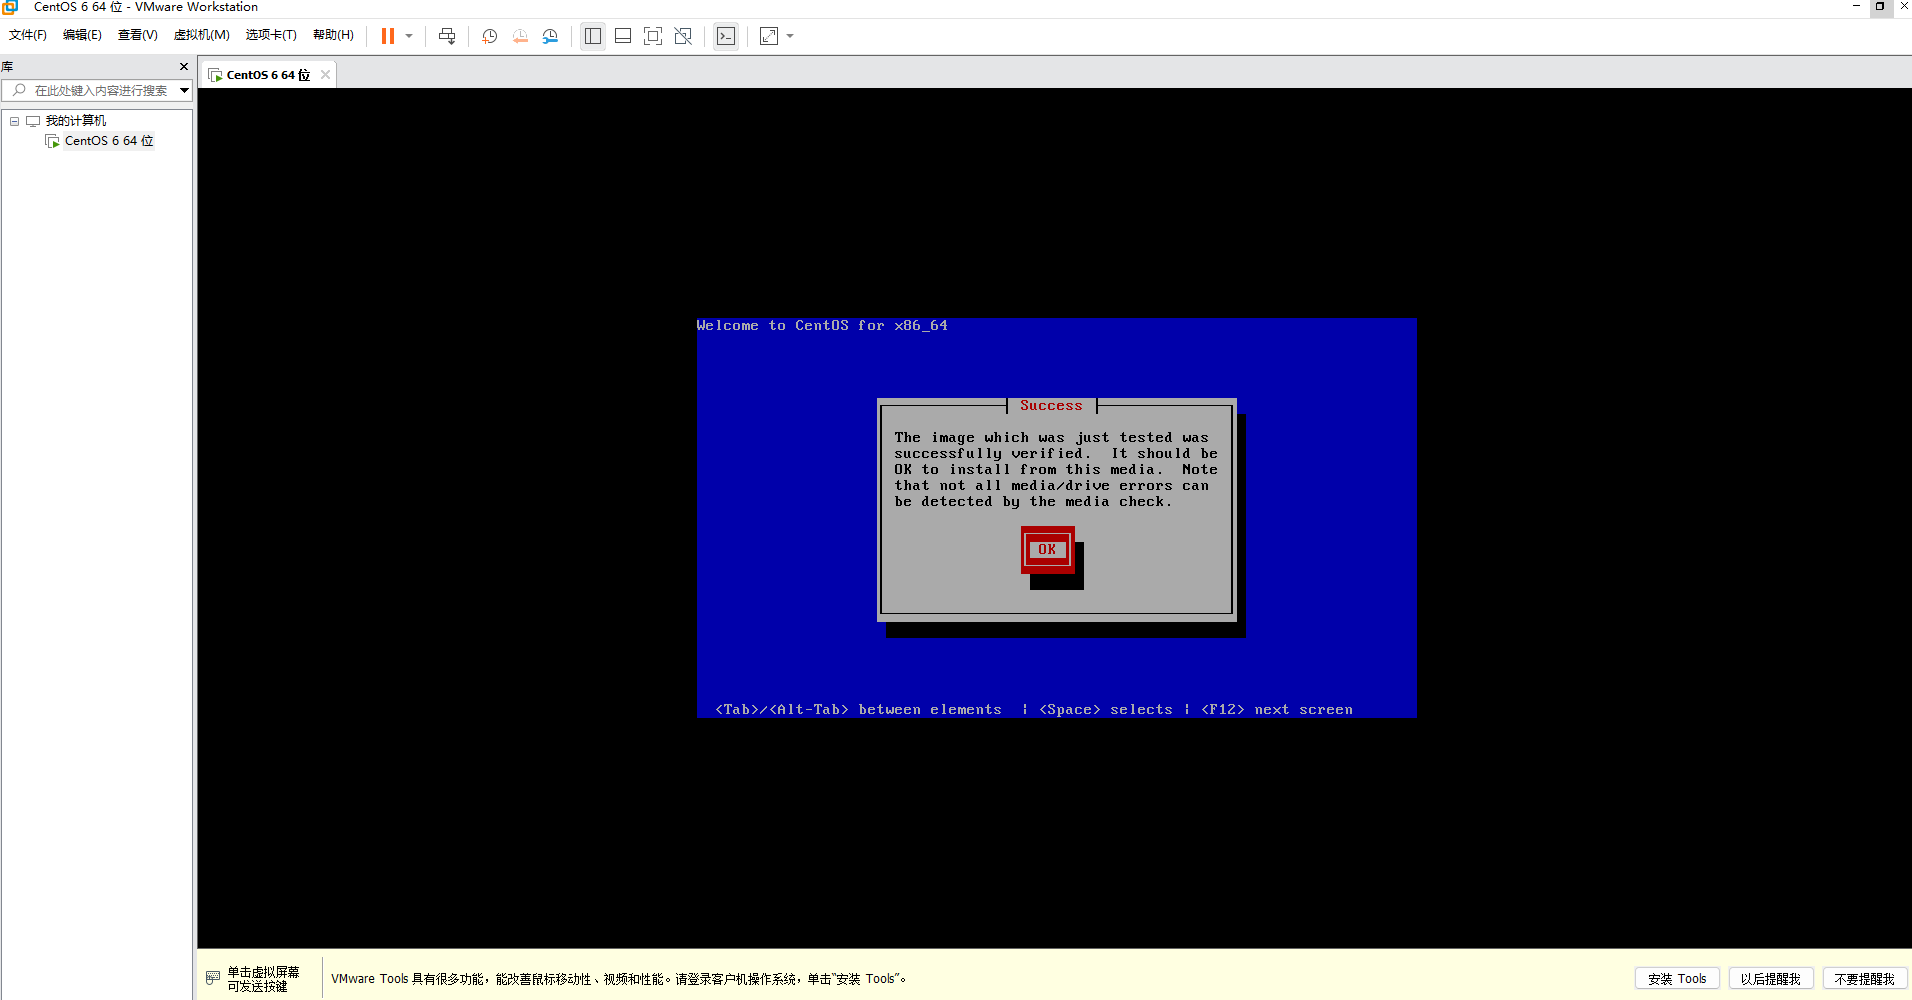 CentOS 6 64 位 - VMware Workstation
文件(F) 编辑(E) 查看(V) 虚拟机(M) 选项卡(T) 帮助(H)
库
CentOS 6 64 位
在此处键入内容进行搜索
我的计算机
CentOS 6 64 位
Welcome to CentOS for x86_64
Success
The image which was just tested was
successfully verified.  It should be
OK to install from this media.  Note
that not all media/drive errors can
be detected by the media check.
OK
<Tab>/<Alt-Tab> between elements  | <Space> selects | <F12> next screen
单击虚拟屏幕
可发送按键
VMware Tools 具有很多功能，能改善鼠标移动性、视频和性能。请登录客户机操作系统，单击“安装 Tools”。
安装 Tools 以后提醒我 不要提醒我